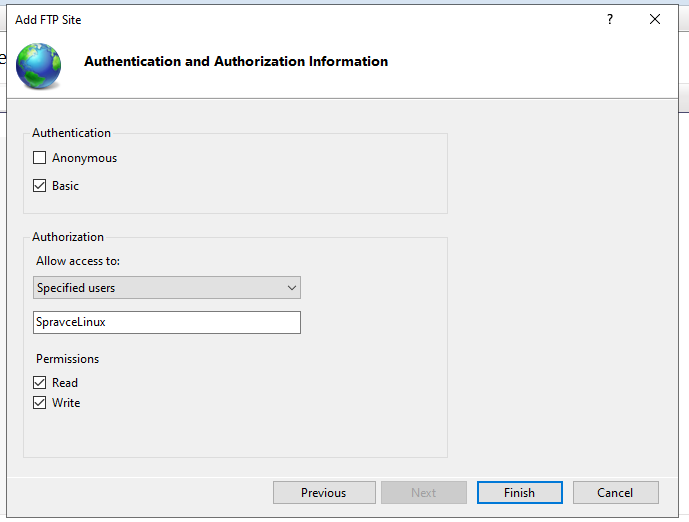 Add FTP Site
?
Authentication and Authorization Information
Authentication
Anonymous
Basic
Authorization
Allow access to:
Specified users
SpravceLinux
Permissions
Read
Write
Previous
Next
Finish
Cancel